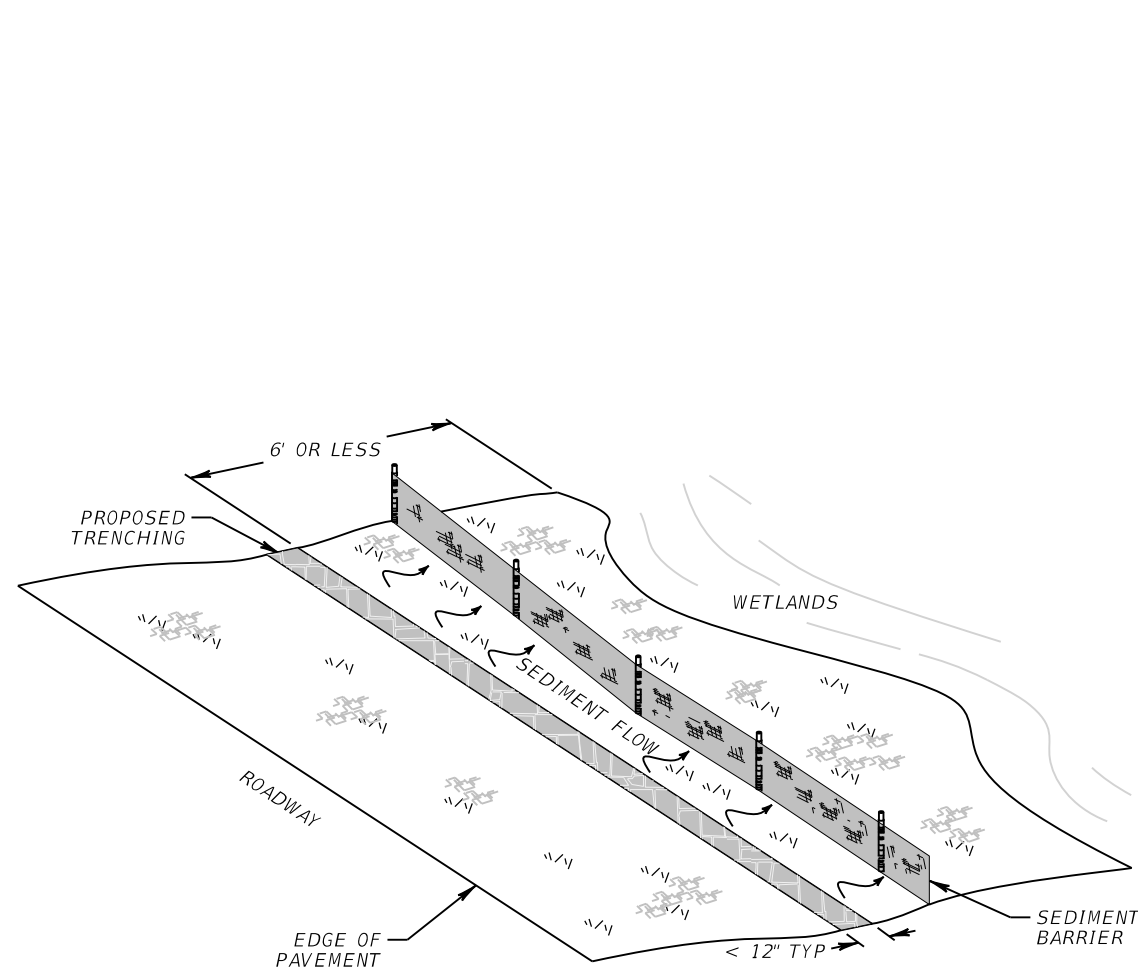 6' OR LESS
PROPOSED
TRENCHING
WETLANDS
SEDIMENT FLOW
ROADWAY
EDGE OF
PAVEMENT
< 12" TYP
SEDIMENT
BARRIER